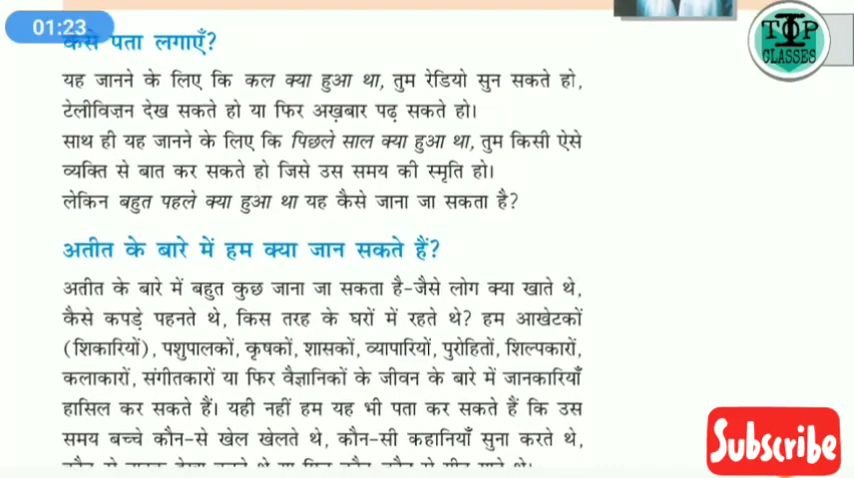 01:23
कैसे पता लगाएँ?
यह जानने के लिए कि कल क्या हुआ था, तुम रेडियो सुन सकते हो,
टेलीविज़न देख सकते हो या फिर अख़बार पढ़ सकते हो।
साथ ही यह जानने के लिए कि पिछले साल क्या हुआ था, तुम किसी ऐसे
व्यक्ति से बात कर सकते हो जिसे उस समय की स्मृति हो।
लेकिन बहुत पहले क्या हुआ था यह कैसे जाना जा सकता है?
अतीत के बारे में हम क्या जान सकते हैं?
अतीत के बारे में बहुत कुछ जाना जा सकता है-जैसे लोग क्या खाते थे,
कैसे कपड़े पहनते थे, किस तरह के घरों में रहते थे? हम आखेटकों
(शिकारियों), पशुपालकों, कृषकों, शासकों, व्यापारियों, पुरोहितों, शिल्पकारों,
कलाकारों, संगीतकारों या फिर वैज्ञानिकों के जीवन के बारे में जानकारियाँ
हासिल कर सकते हैं। यही नहीं हम यह भी पता कर सकते हैं कि उस
समय बच्चे कौन-से खेल खेलते थे, कौन-सी कहानियाँ सुना करते थे,
TOP
CLASSES
Subscribe